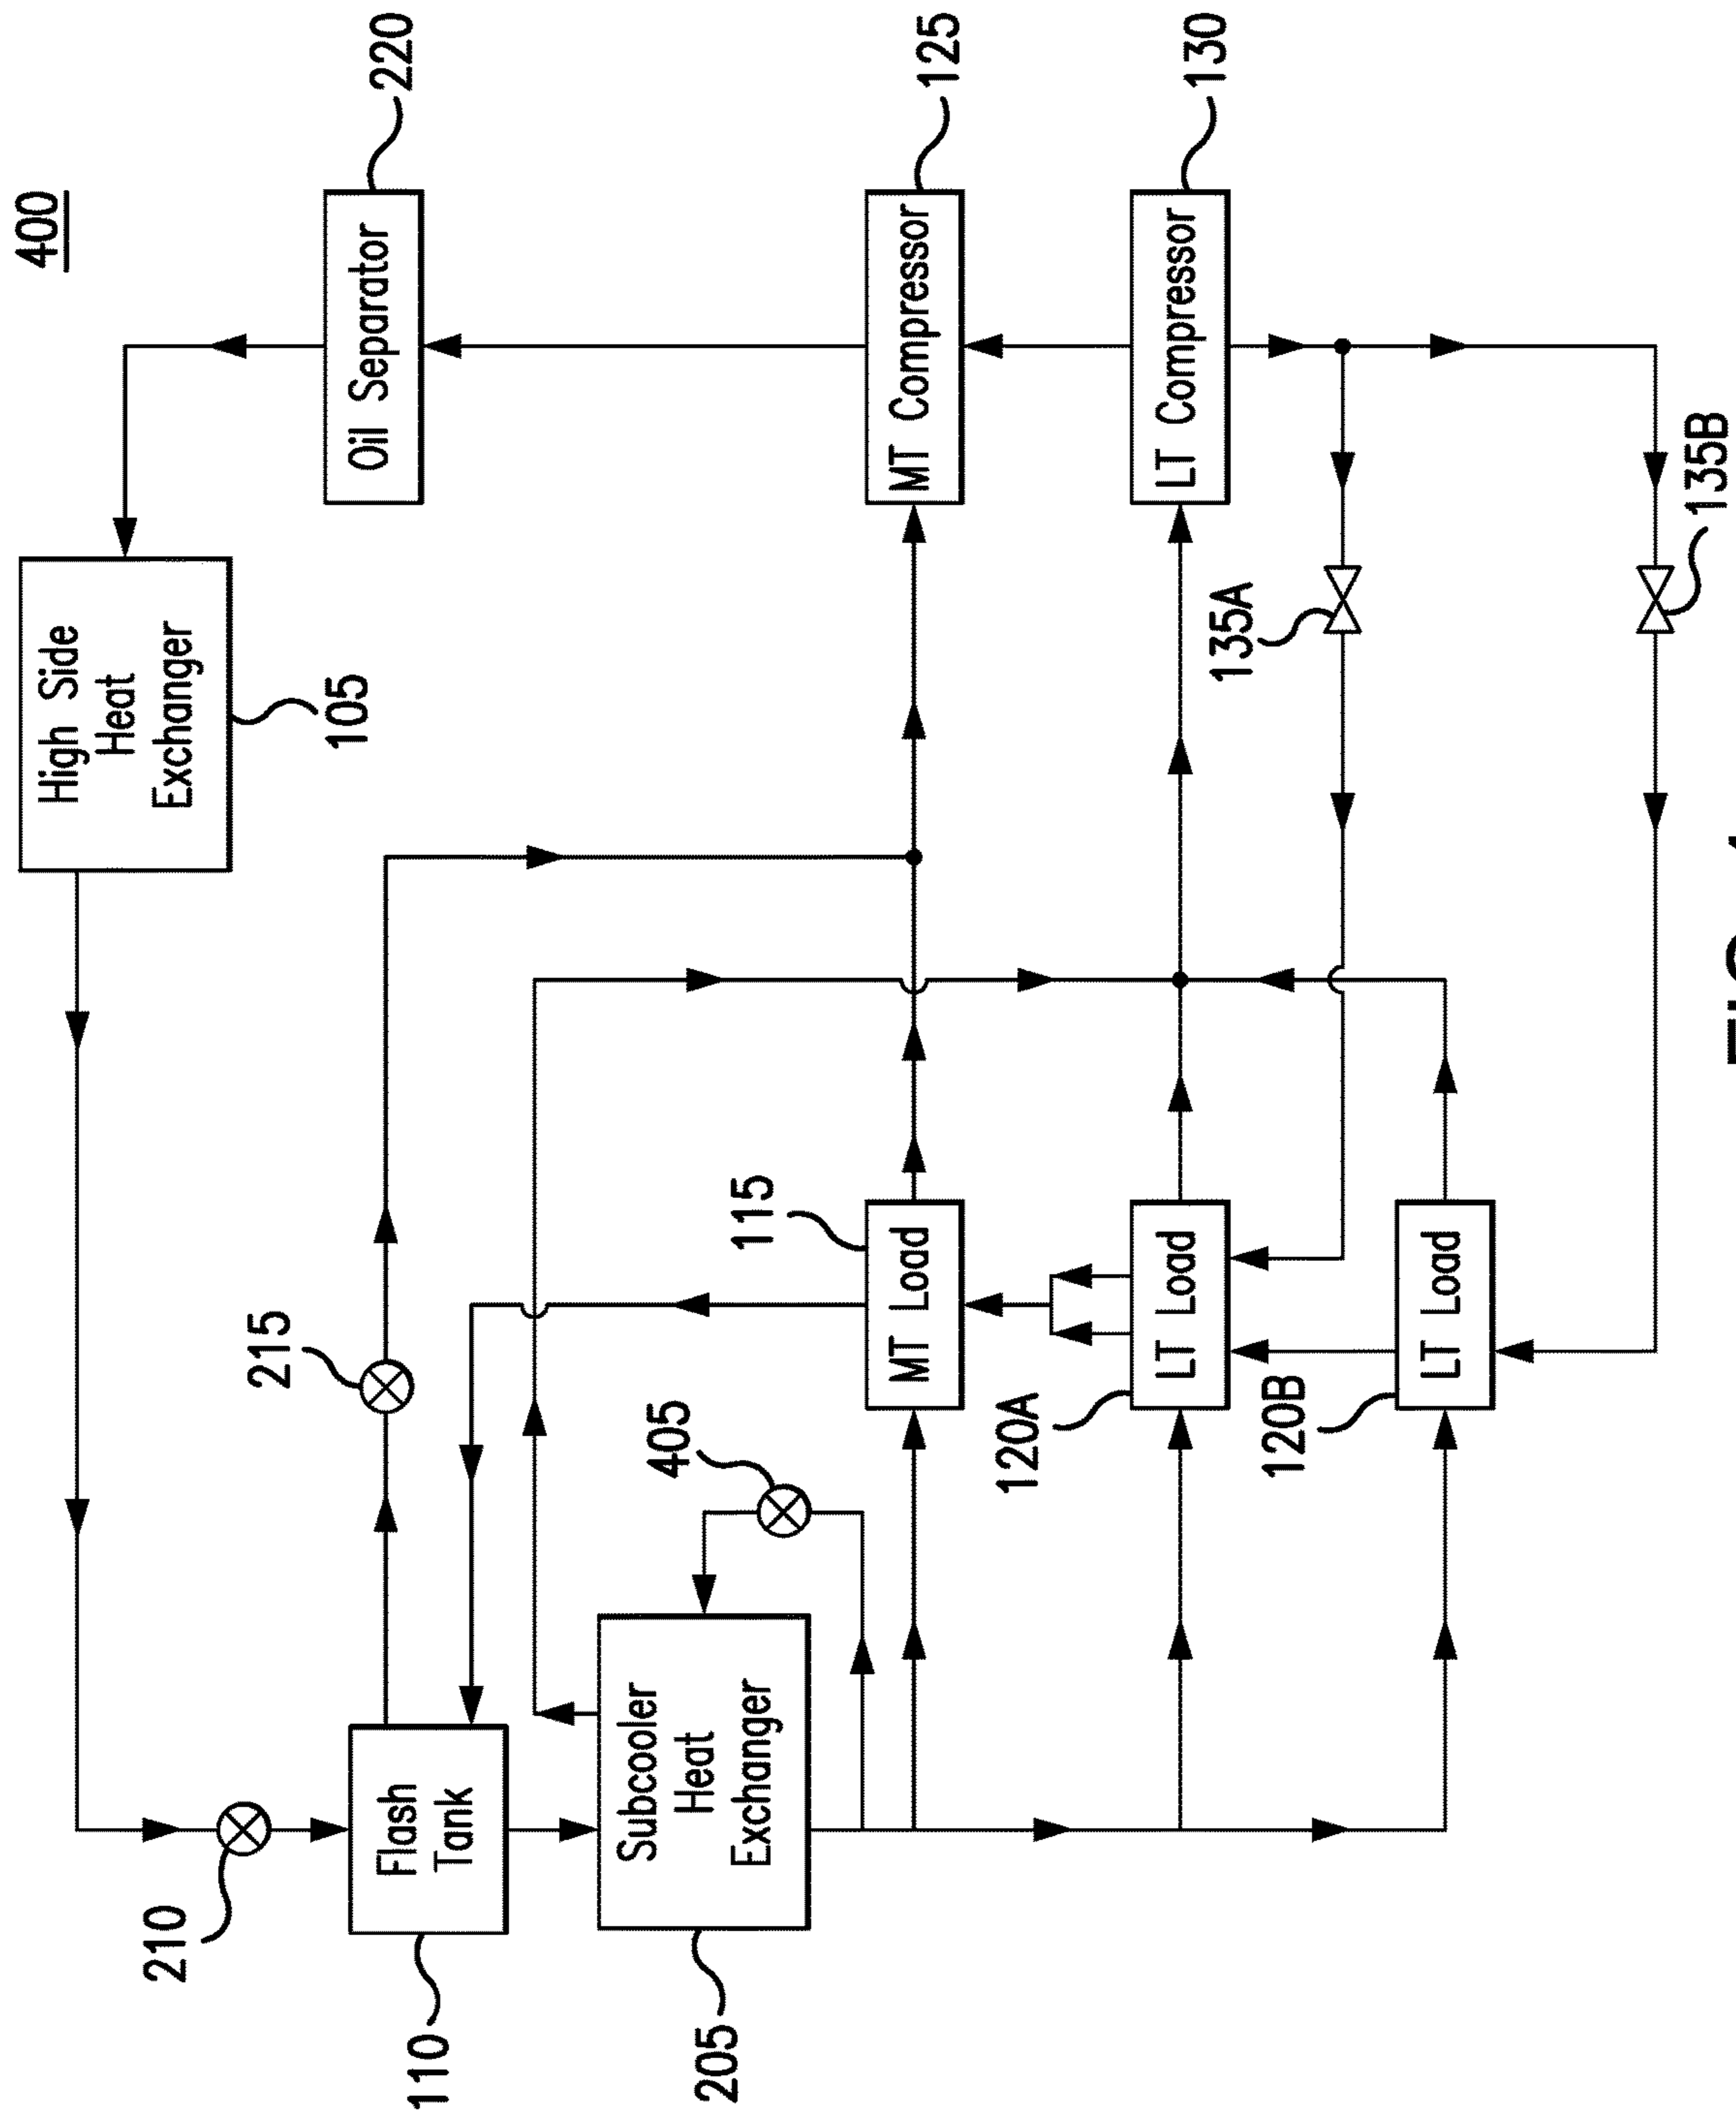 400
High Side
Heat
Exchanger
210
215
105
Oil Separator
220
Flash
Tank
110
Subcooler
Heat
Exchanger
405
205
115
MT Load
MT Compressor
125
120A
LT Load
LT Compressor
130
135A
120B
LT Load
135B